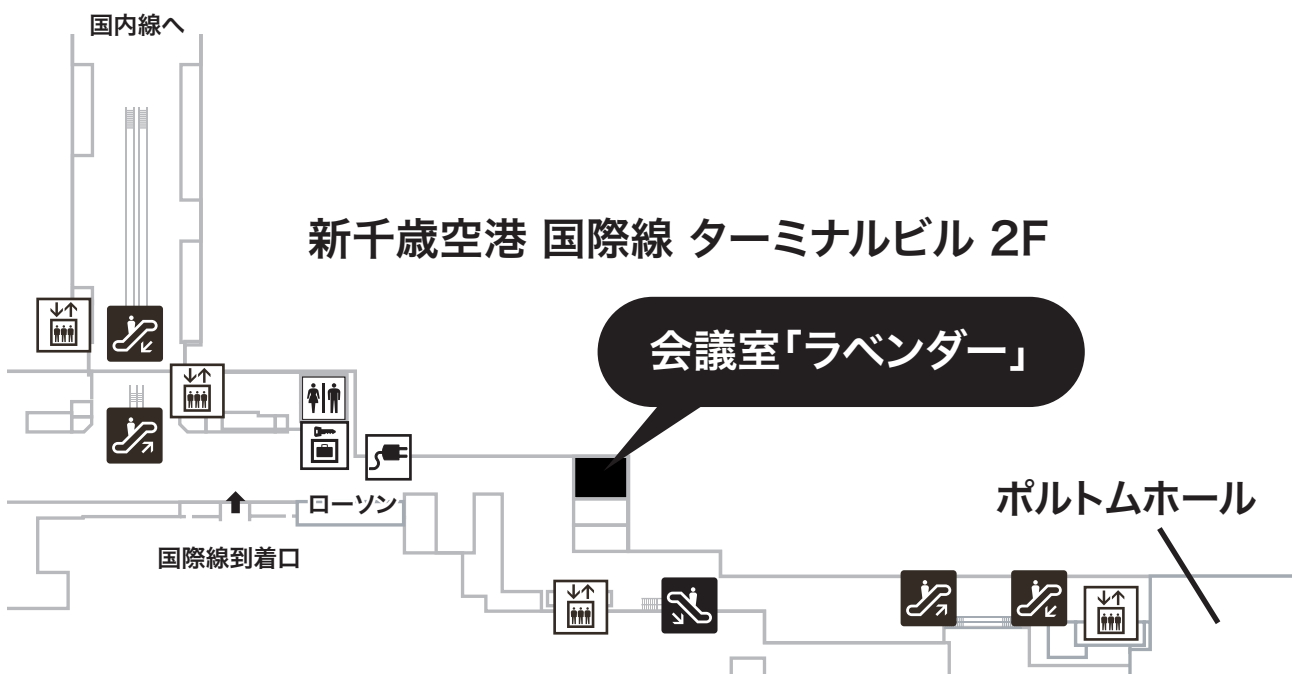 国内線へ
新千歳空港 国際線 ターミナルビル 2F
会議室「ラベンダー」
ローソン
ポルトムホール
国際線到着口